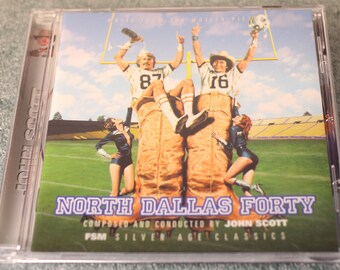 JOHN SCOTT
87
16
NORTH DALLAS FORTY
COMPOSED AND CONDUCTED BY JOHN SCOTT
FSM SILVER AGE CLASSICS